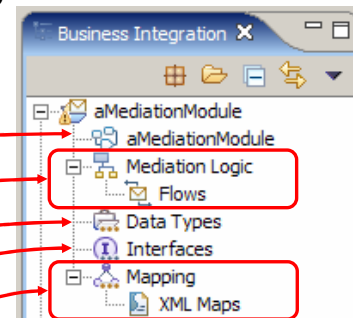 Business Integration
aMediationModule
aMediationModule
Mediation Logic
Flows
Data Types
Interfaces
Mapping
XML Maps